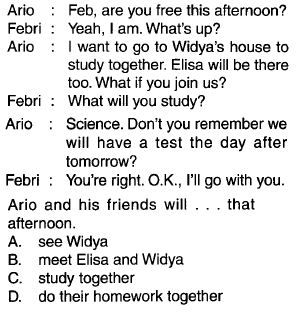 Ario : Feb, are you free this afternoon?
Febri : Yeah, I am. What's up?
Ario : I want to go to Widya's house to
study together. Elisa will be there
too. What if you join us?
Febri : What will you study?
Ario : Science. Don't you remember we
will have a test the day after
tomorrow?
Febri : You're right. O.K., I'll go with you.
Ario and his friends will . . . that
afternoon.
A. see Widya
B. meet Elisa and Widya
C. study together
D. do their homework together